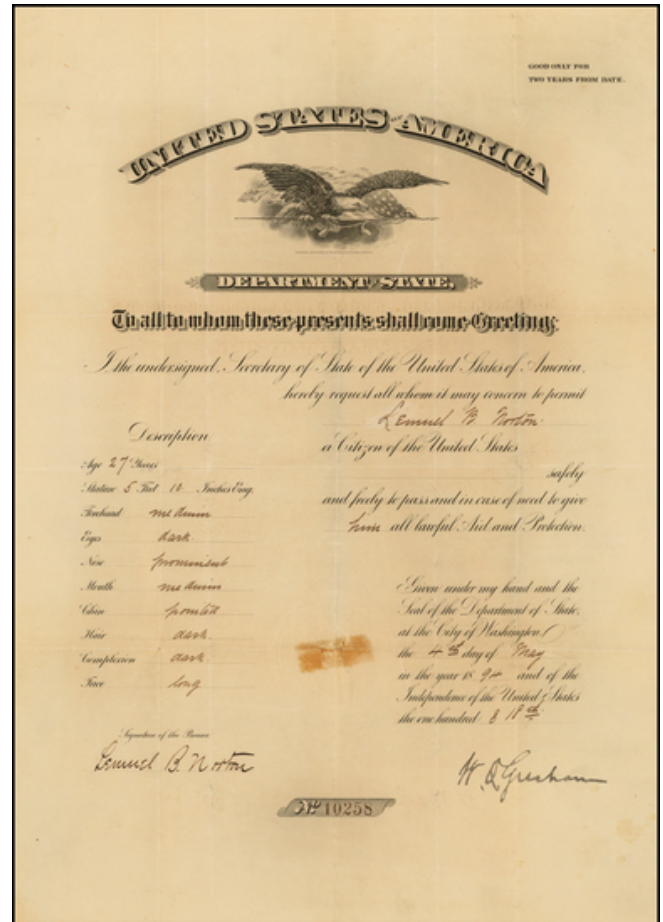 GOOD ONLY FOR
TWO YEARS FROM DATE.
UNITED STATES OF AMERICA
DEPARTMENT OF STATE,
To all to whom these presents shall come Greeting:
I the undersigned, Secretary of State of the United States of America,
hereby request all whom it may concern to permit
Lemuel B Norton
a Citizen of the United States
safely
and freely to pass and in case of need to give
him all lawful Aid and Protection.
Description
Age 27 Years
Stature 5 Feet 10 Inches Eng.
Forehead medium
Eyes dark
Nose prominent
Mouth medium
Chin pointed
Hair dark
Complexion dark
Face long
Given under my hand and the
Seal of the Department of State,
at the City of Washington,
the 4th day of May
in the year 1894 and of the
Independence of the United States
the one hundred & 18th
Signature of the Bearer
Lemuel B. Norton
W. Q. Gresham
No 10258